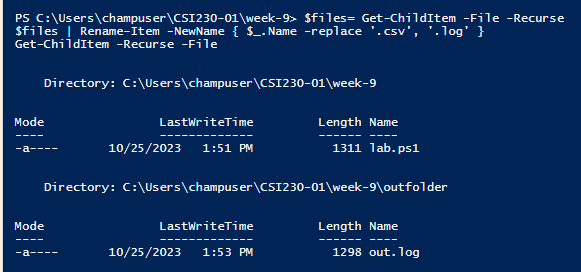 PS C:\Users\champuser\CSI230-01\week-9> $files= Get-ChildItem -File -Recurse
$files | Rename-Item -NewName { $_.Name -replace '.csv', '.log' }
Get-ChildItem -Recurse -File
Directory: C:\Users\champuser\CSI230-01\week-9
Mode LastWriteTime Length Name
---- ------------- ------ ----
-a---- 10/25/2023 1:51 PM 1311 lab.ps1
Directory: C:\Users\champuser\CSI230-01\week-9\outfolder
Mode LastWriteTime Length Name
---- ------------- ------ ----
-a---- 10/25/2023 1:53 PM 1298 out.log